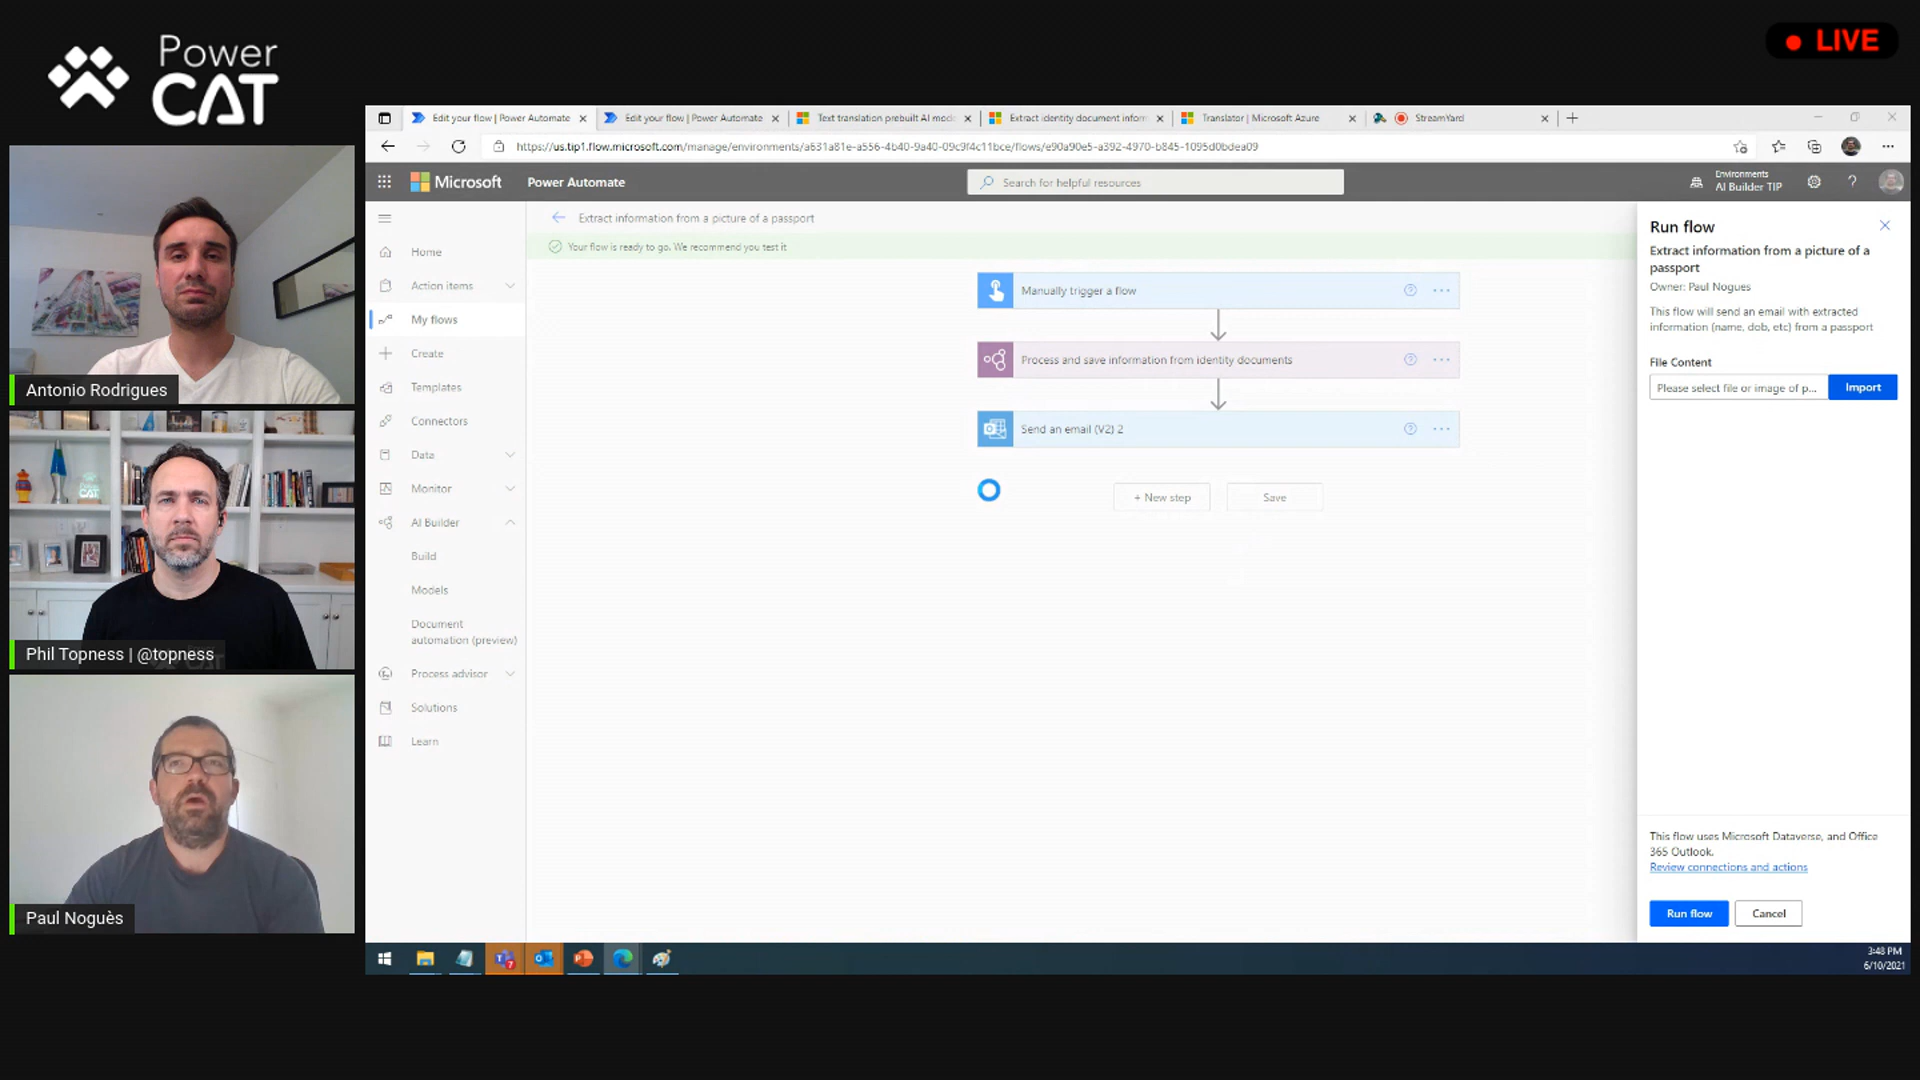 Power
CAT
LIVE
Antonio Rodrigues
Phil Topness | @topness
Paul Noguès
Edit your flow | Power Automate
Edit your flow | Power Automate
Text translation prebuilt AI mode
Extract identity document inform
Translator | Microsoft Azure
StreamYard
https://us.tip1.flow.microsoft.com/manage/environments/a631a81e-a556-4b40-9a40-09c9f4c11bce/flows/e90a90e5-a392-4970-b845-1095d0bdea09
Microsoft
Power Automate
Search for helpful resources
Environments
AI Builder TIP
?
Home
Action items
My flows
Create
Templates
Connectors
Data
Monitor
AI Builder
Build
Models
Document
automation (preview)
Process advisor
Solutions
Learn
Extract information from a picture of a passport
Your flow is ready to go. We recommend you test it
Manually trigger a flow
Process and save information from identity documents
Send an email (V2) 2
+ New step
Save
Run flow
Extract information from a picture of a
passport
Owner: Paul Nogues
This flow will send an email with extracted
information (name, dob, etc) from a passport
File Content
Please select file or image of p...
Import
This flow uses Microsoft Dataverse, and Office
365 Outlook.
Review connections and actions
Run flow
Cancel
3:48 PM
6/10/2021